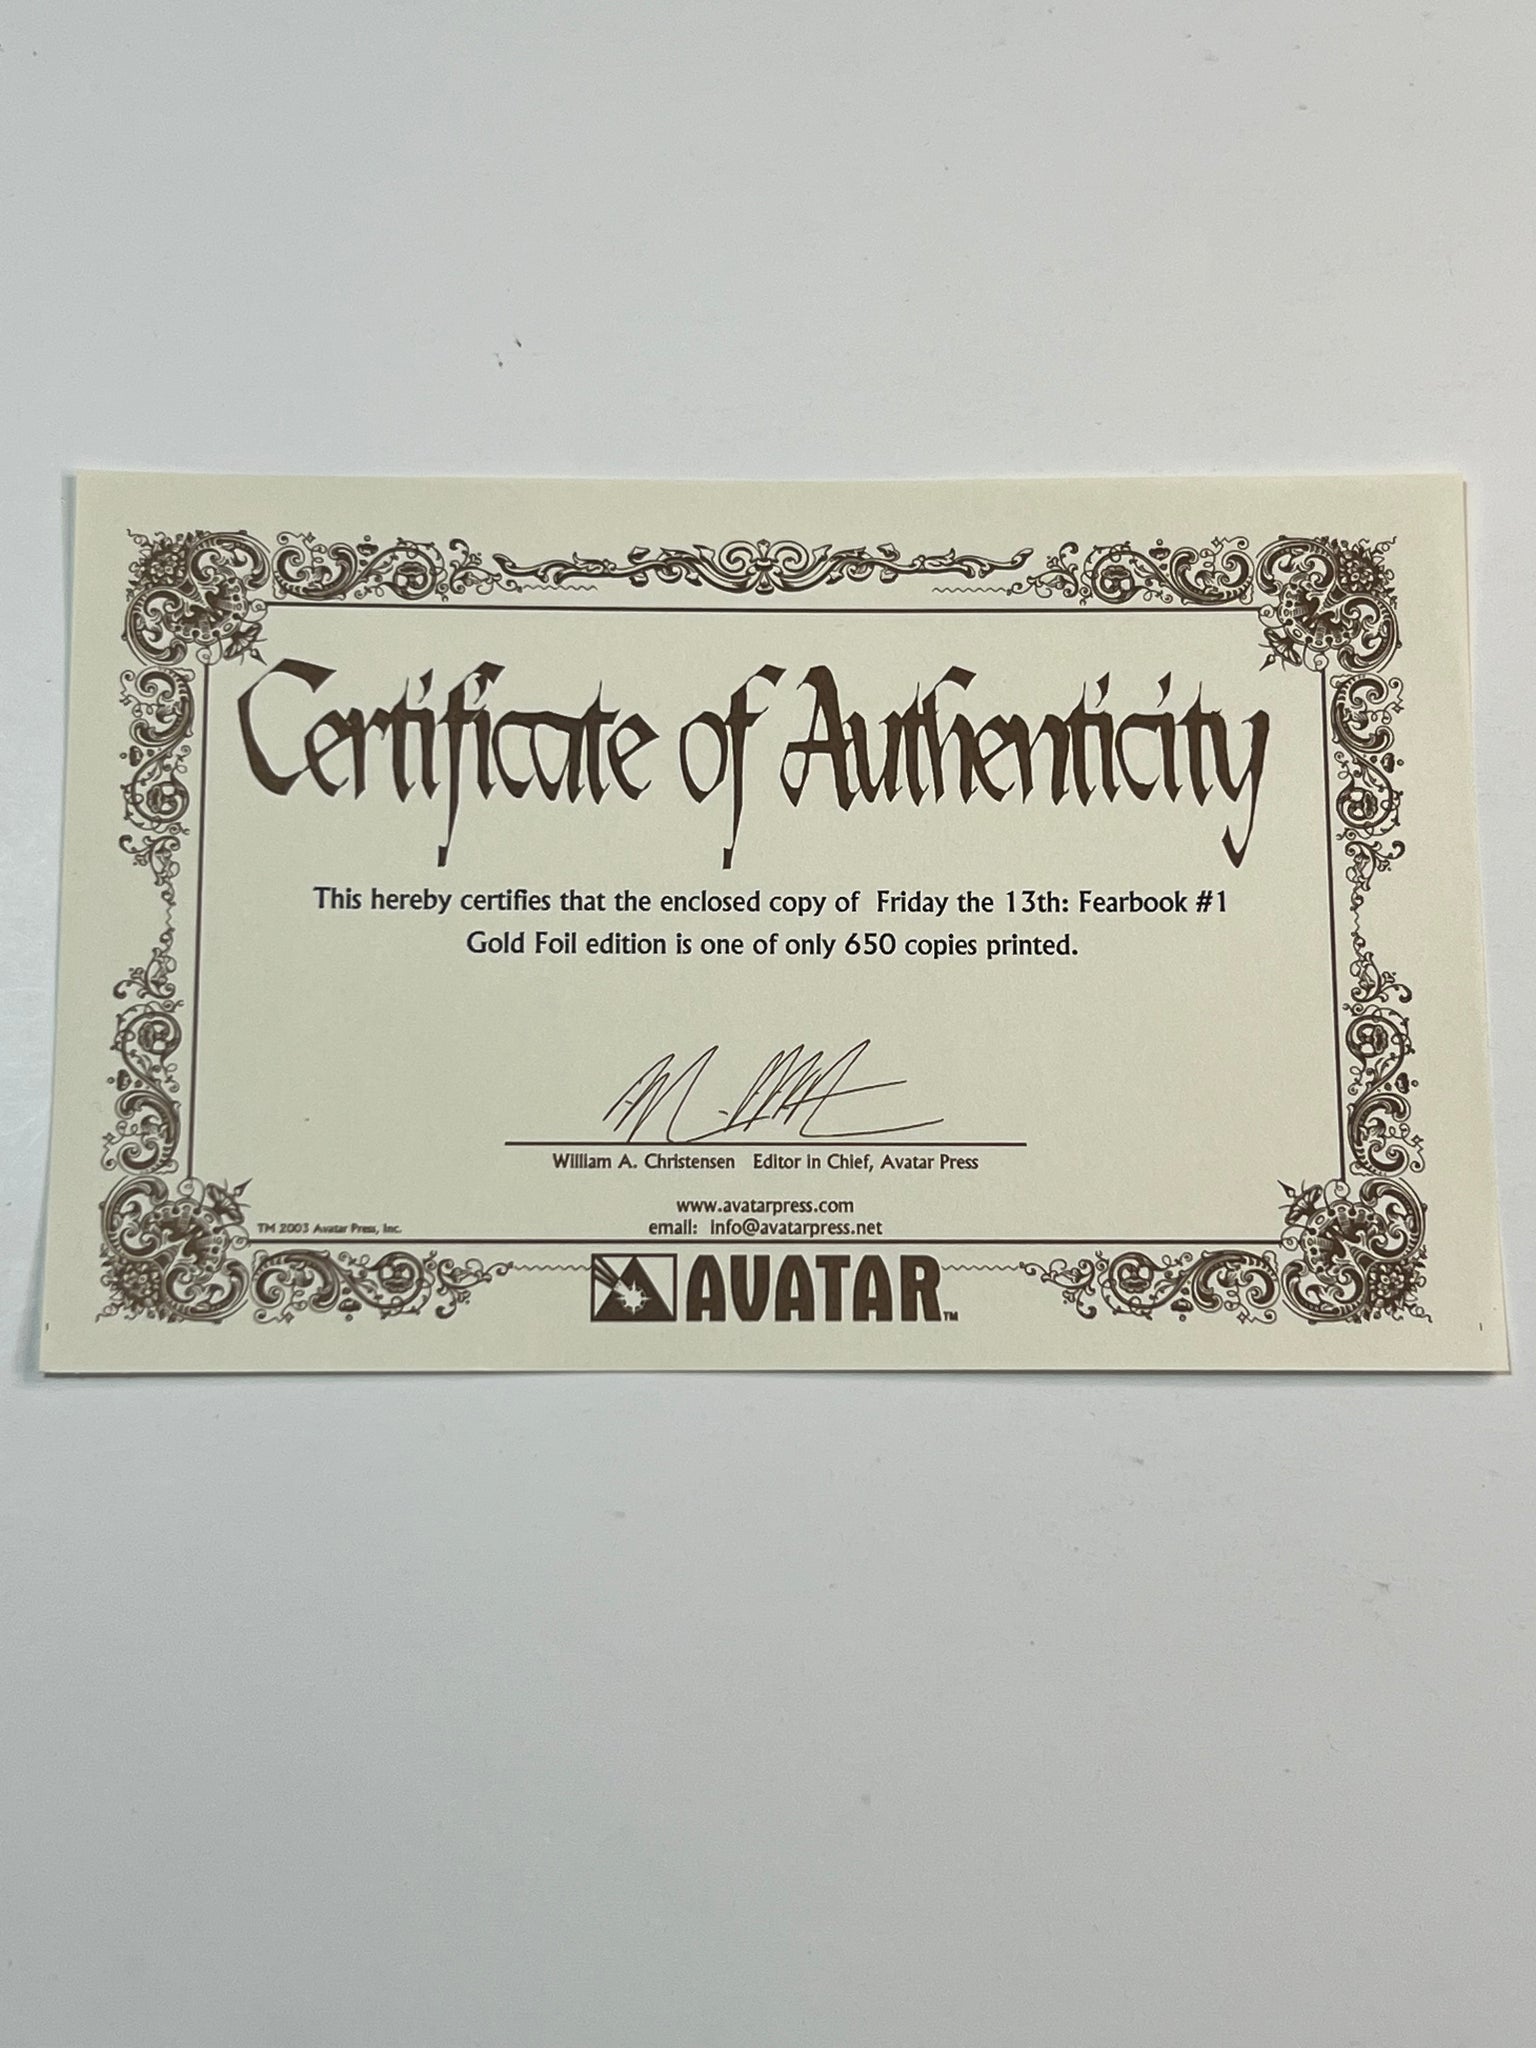 Certificate of Authenticity
This hereby certifies that the enclosed copy of Friday the 13th: Fearbook #1
Gold Foil edition is one of only 650 copies printed.
William A. Christensen Editor in Chief, Avatar Press
www.avatarpress.com
TM 2003 Avatar Press, Inc.
email: info@avatarpress.net
AVATAR™